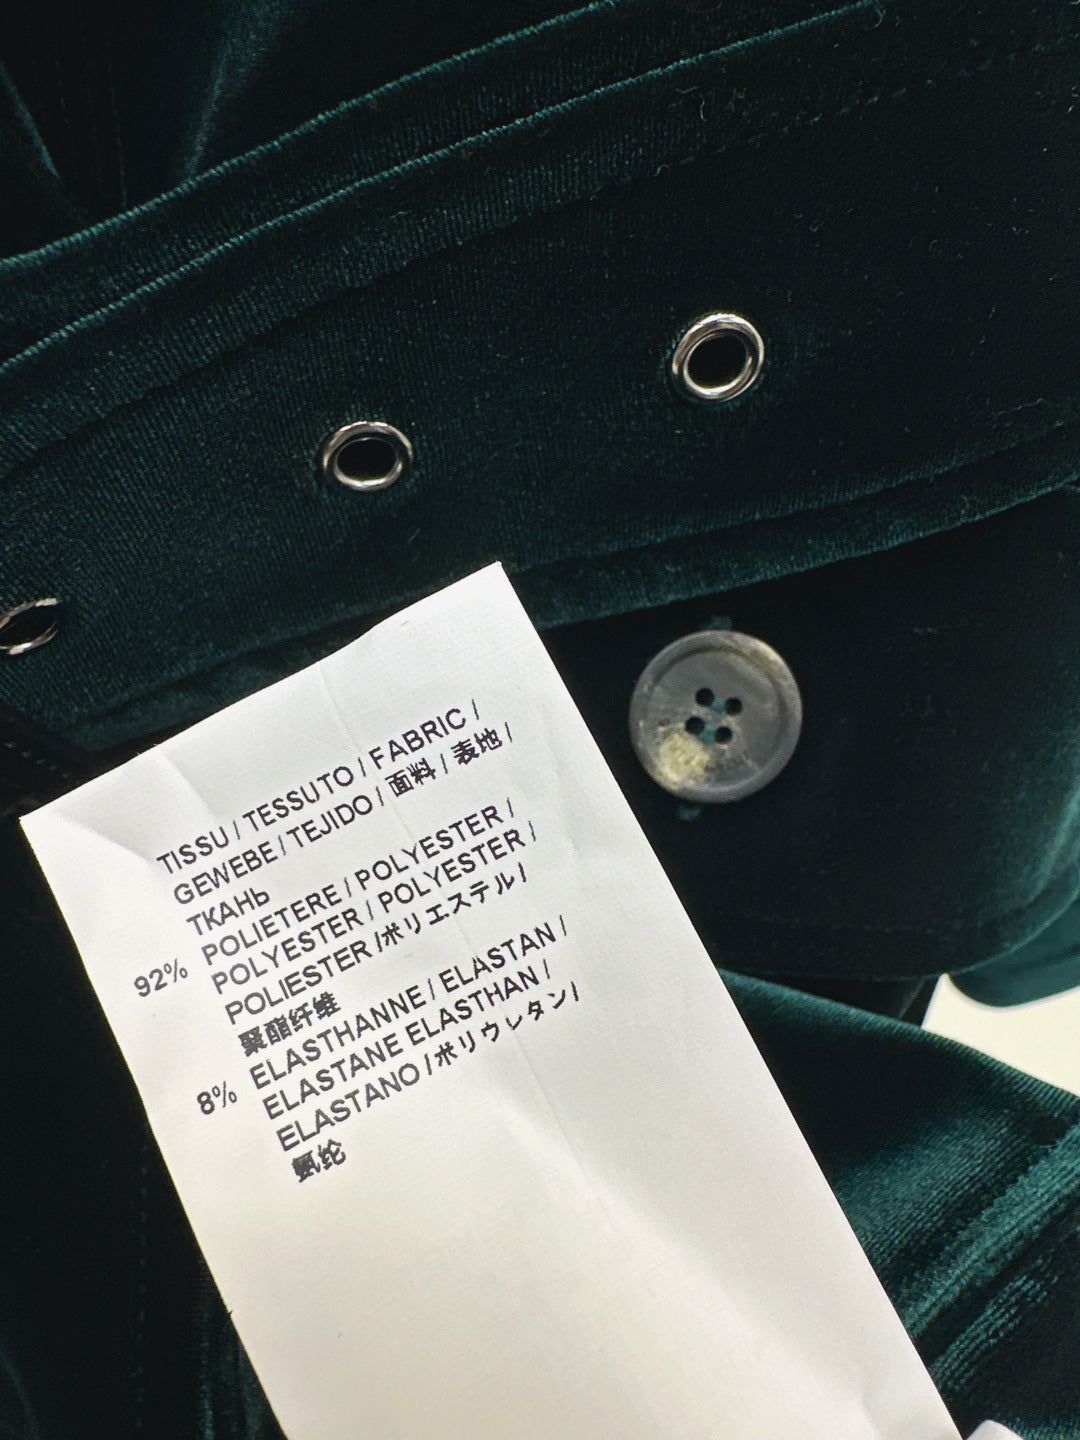 TISSU / TESSUTO / FABRIC /
GEWEBE / TEJIDO / 面料 / 表地 /
ТКАНЬ
92% POLIETERE / POLYESTER /
POLYESTER / POLYESTER /
POLIESTER /ポリエステル/
聚酯纤维
8% ELASTHANNE / ELASTAN /
ELASTANE ELASTHAN /
ELASTANO / ポリウレタン/
氨纶